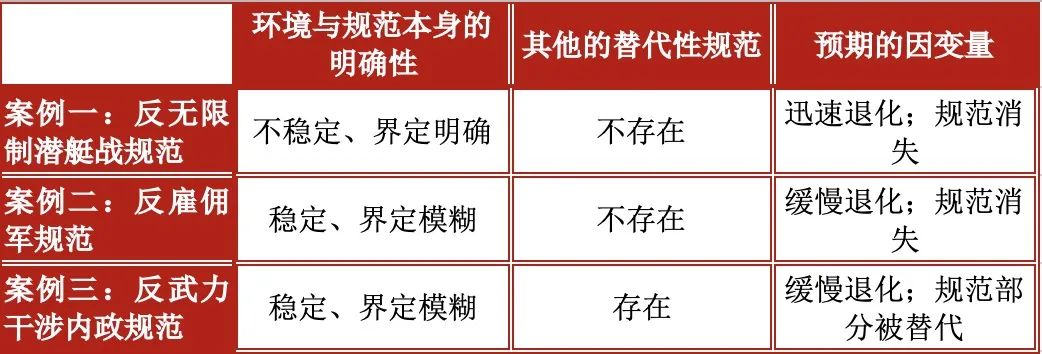 环境与规范本身的
明确性
其他的替代性规范
预期的因变量
案例一：反无限
制潜艇战规范
不稳定、界定明确
不存在
迅速退化；规范消
失
案例二：反雇佣
军规范
稳定、界定模糊
不存在
缓慢退化；规范消
失
案例三：反武力
干涉内政规范
稳定、界定模糊
存在
缓慢退化；规范部
分被替代